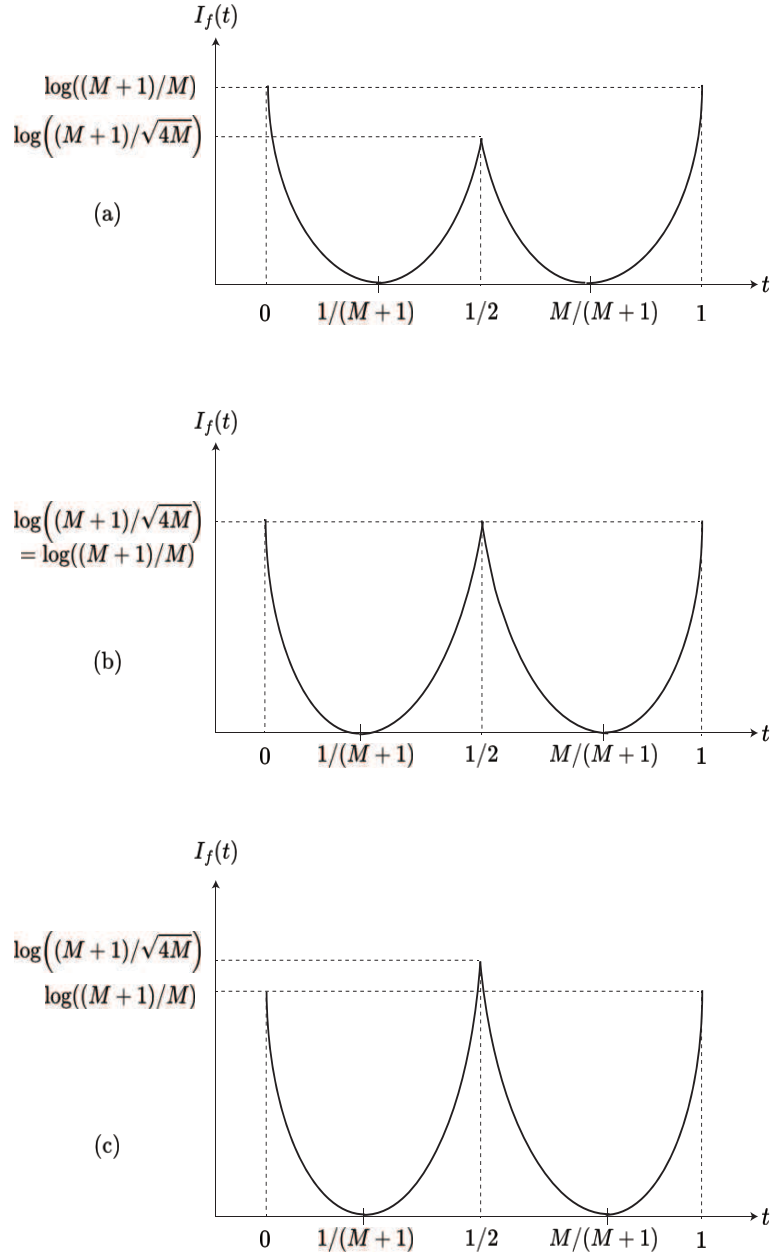 I_f(t)
log((M + 1)/M)
log((M + 1)/√4M)
(a)
t
0 1/(M + 1) 1/2 M/(M + 1) 1
I_f(t)
log((M + 1)/√4M)
= log((M + 1)/M)
(b)
t
0 1/(M + 1) 1/2 M/(M + 1) 1
I_f(t)
log((M + 1)/√4M)
log((M + 1)/M)
(c)
t
0 1/(M + 1) 1/2 M/(M + 1) 1